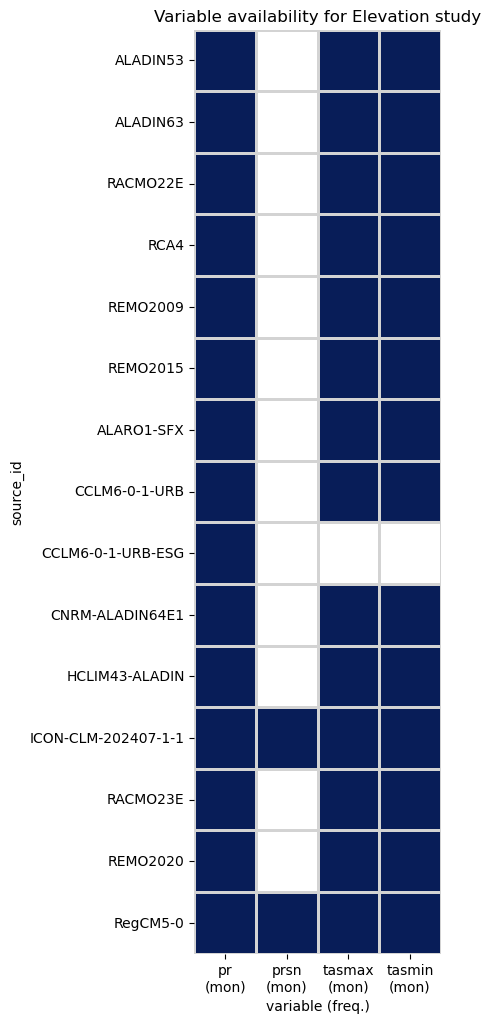 Variable availability for Elevation study
ALADIN53
ALADIN63
RACMO22E
RCA4
REMO2009
REMO2015
ALARO1-SFX
CCLM6-0-1-URB
CCLM6-0-1-URB-ESG
CNRM-ALADIN64E1
HCLIM43-ALADIN
ICON-CLM-202407-1-1
RACMO23E
REMO2020
RegCM5-0
source_id
pr
(mon)
prsn
(mon)
tasmax
(mon)
tasmin
(mon)
variable (freq.)